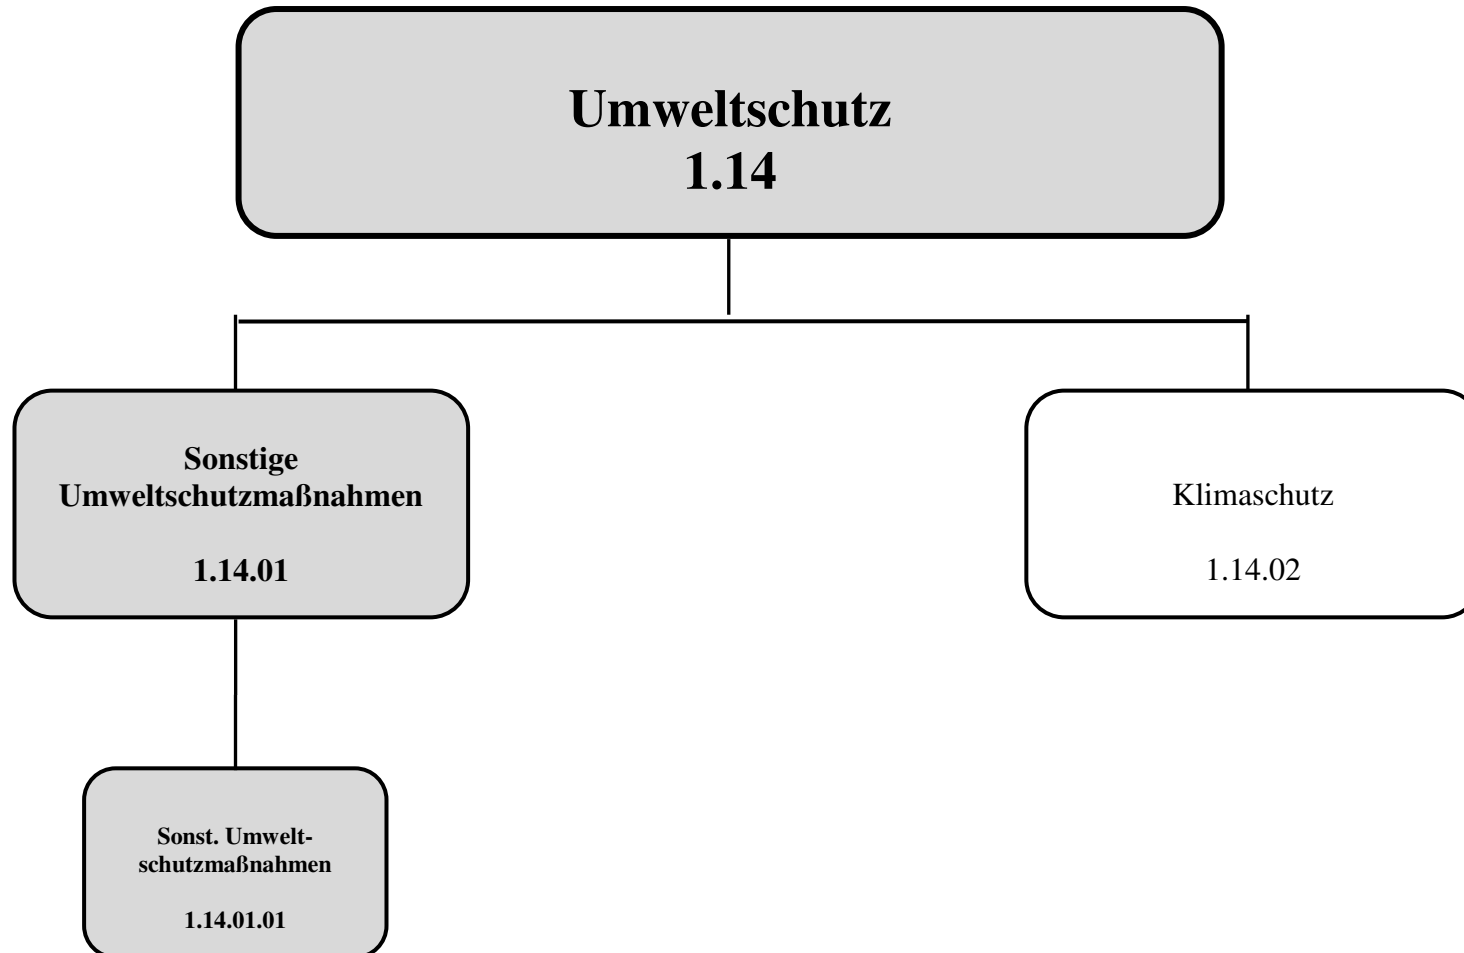 Umweltschutz
1.14
Sonstige
Umweltschutzmaßnahmen
1.14.01
Klimaschutz
1.14.02
Sonst. Umwelt-
schutzmaßnahmen
1.14.01.01